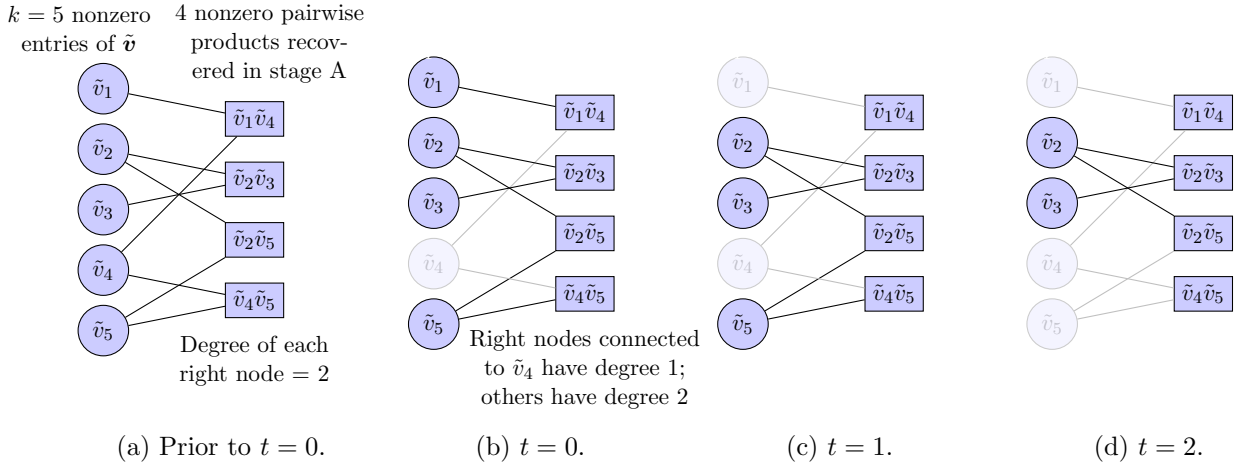 k = 5 nonzero
entries of ṽ
4 nonzero pairwise
products recov-
ered in stage A
ṽ₁
ṽ₂
ṽ₃
ṽ₄
ṽ₅
ṽ₁ṽ₄
ṽ₂ṽ₃
ṽ₂ṽ₅
ṽ₄ṽ₅
Degree of each
right node = 2
(a) Prior to t = 0.
ṽ₁
ṽ₂
ṽ₃
ṽ₄
ṽ₅
ṽ₁ṽ₄
ṽ₂ṽ₃
ṽ₂ṽ₅
ṽ₄ṽ₅
Right nodes connected
to ṽ₄ have degree 1;
others have degree 2
(b) t = 0.
ṽ₁
ṽ₂
ṽ₃
ṽ₄
ṽ₅
ṽ₁ṽ₄
ṽ₂ṽ₃
ṽ₂ṽ₅
ṽ₄ṽ₅
(c) t = 1.
ṽ₁
ṽ₂
ṽ₃
ṽ₄
ṽ₅
ṽ₁ṽ₄
ṽ₂ṽ₃
ṽ₂ṽ₅
ṽ₄ṽ₅
(d) t = 2.